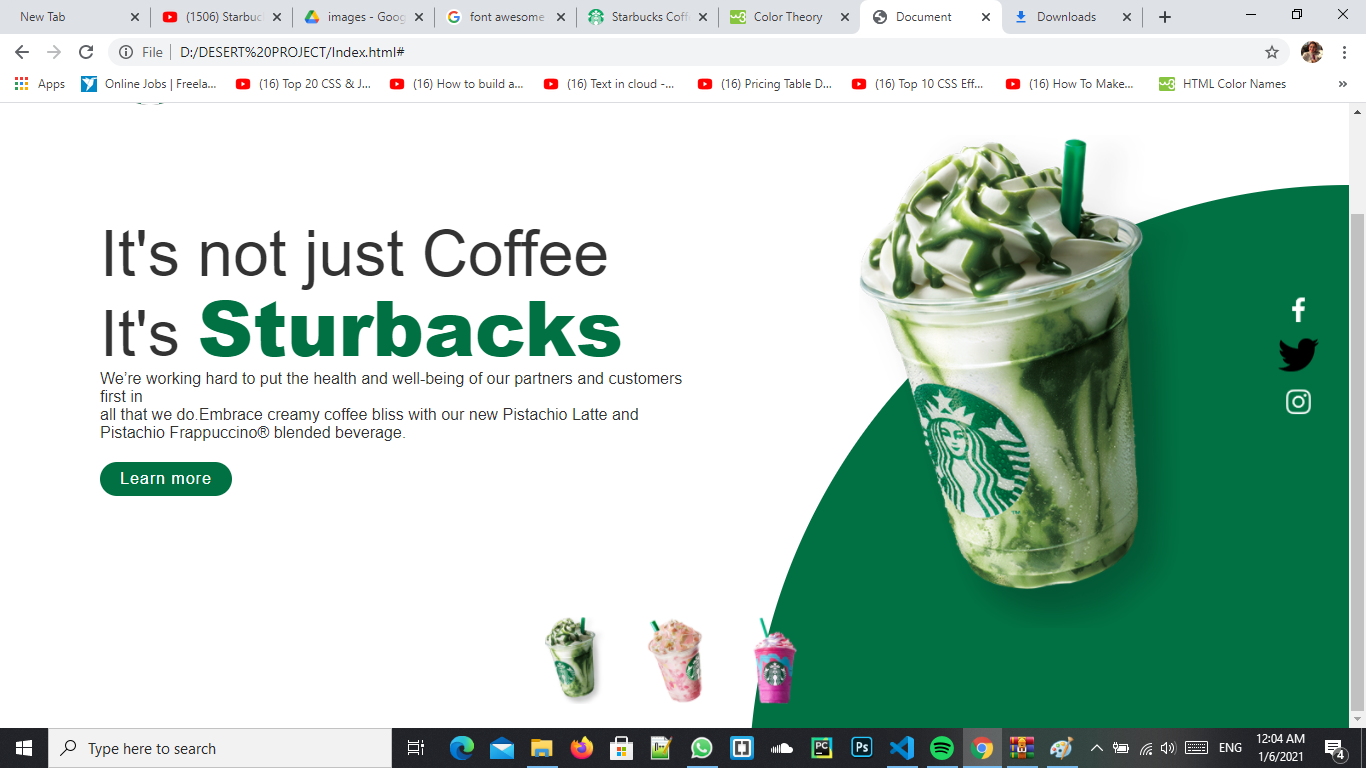 New Tab
(1506) Starbuc
images - Goog
font awesome
Starbucks Coff
Color Theory
Document
Downloads
File
D:/DESERT%20PROJECT/Index.html#
Apps
Online Jobs | Freela...
(16) Top 20 CSS & J...
(16) How to build a...
(16) Text in cloud -...
(16) Pricing Table D...
(16) Top 10 CSS Eff...
(16) How To Make...
HTML Color Names
»
It's not just Coffee
It's Sturbacks
We’re working hard to put the health and well-being of our partners and customers
first in
all that we do.Embrace creamy coffee bliss with our new Pistachio Latte and
Pistachio Frappuccino® blended beverage.
Learn more
Type here to search
ENG
12:04 AM
1/6/2021
4